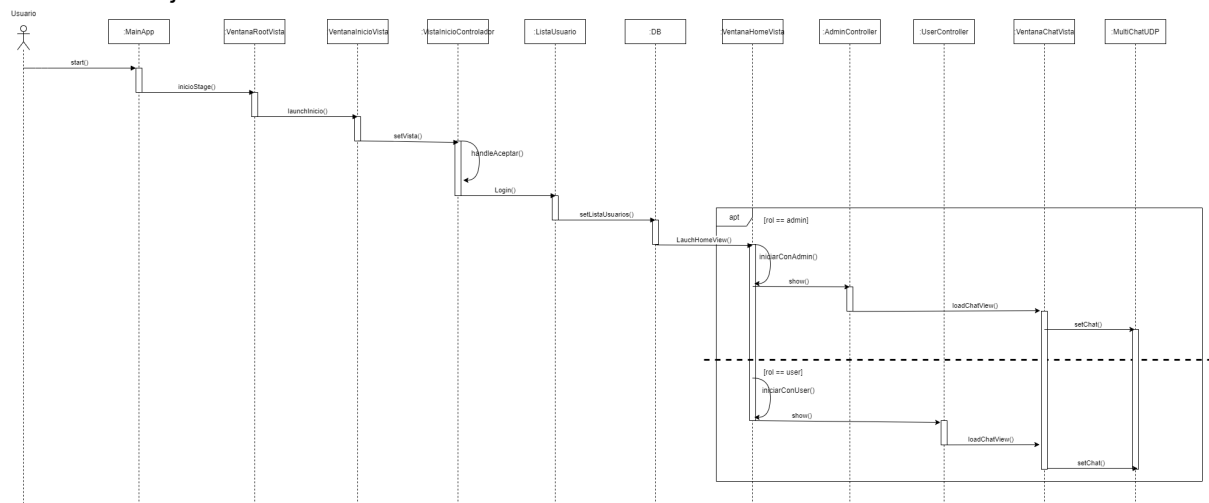 Usuario
:MainApp
:VentanaRootVista
:VentanaInicioVista
:VistaInicioControlador
:ListaUsuario
:DB
:VentanaHomeVista
:AdminController
:UserController
:VentanaChatVista
:MultiChatUDP
start()
inicioStage()
launchInicio()
setVista()
handleAceptar()
Login()
setListaUsuarios()
apt
[rol == admin]
LauchHomeView()
iniciarConAdmin()
show()
loadChatView()
setChat()
[rol == user]
iniciarConUser()
show()
loadChatView()
setChat()